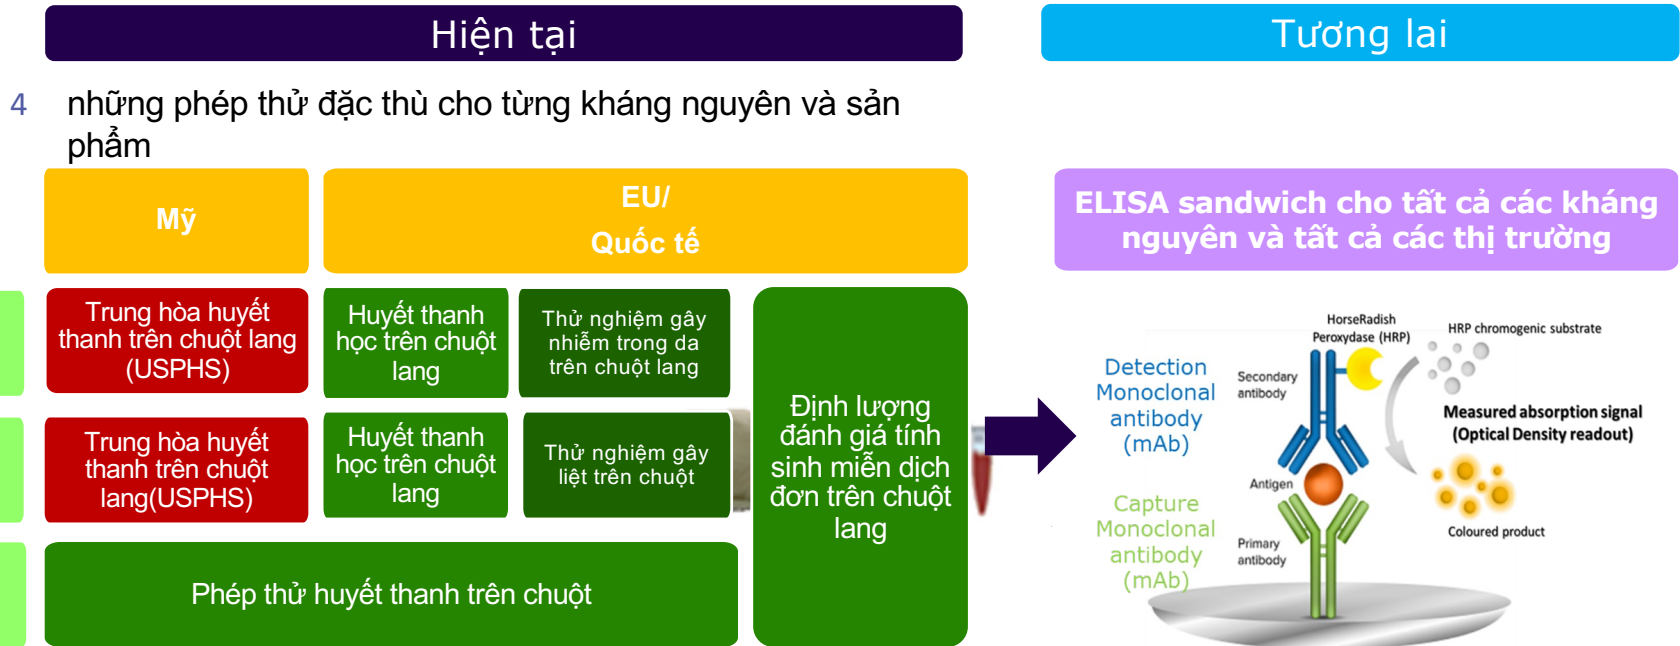 Hiện tại
Tương lai
4 những phép thử đặc thù cho từng kháng nguyên và sản
phẩm
Mỹ
EU/
Quốc tế
ELISA sandwich cho tất cả các kháng
nguyên và tất cả các thị trường
Trung hòa huyết
thanh trên chuột lang
(USPHS)
Huyết thanh
học trên chuột
lang
Thử nghiệm gây
nhiễm trong da
trên chuột lang
Trung hòa huyết
thanh trên chuột
lang(USPHS)
Huyết thanh
học trên chuột
lang
Thử nghiệm gây
liệt trên chuột
Định lượng
đánh giá tính
sinh miễn dịch
đơn trên chuột
lang
Phép thử huyết thanh trên chuột
HorseRadish
Peroxydase (HRP)
HRP chromogenic substrate
Detection
Monoclonal
antibody
(mAb)
Secondary
antibody
Measured absorption signal
(Optical Density readout)
Antigen
Capture
Monoclonal
antibody
(mAb)
Primary
antibody
Coloured product